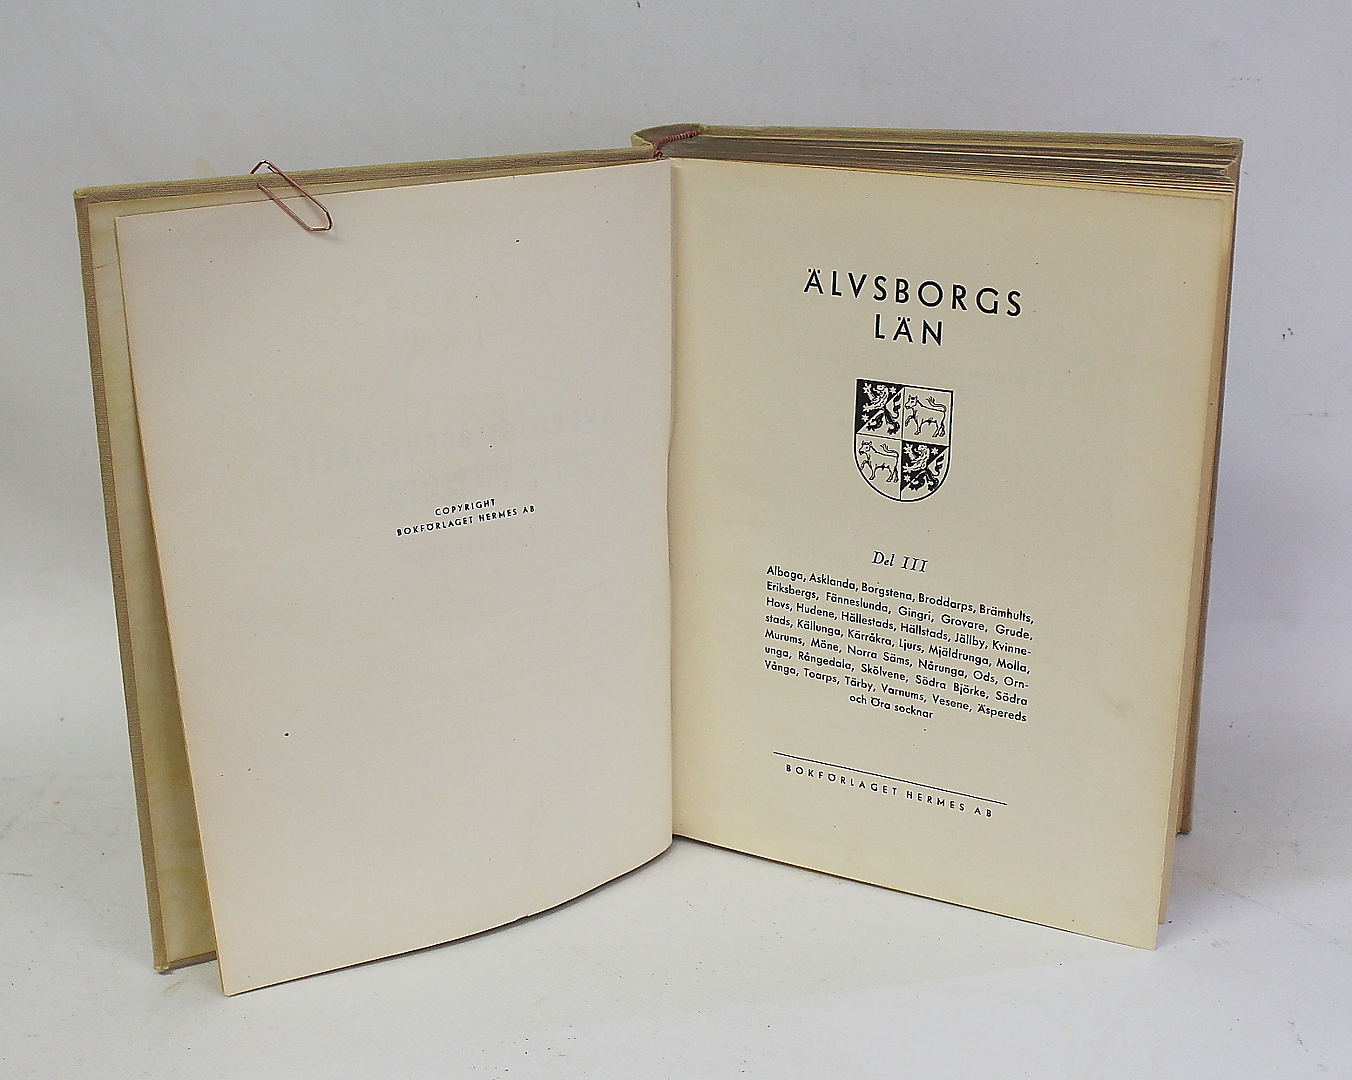 COPYRIGHT
BOKFÖRLAGET HERMES AB
ÄLVSBORGS
LÄN
Del III
Alboga, Asklanda, Borgstena, Broddarps, Brämhults,
Eriksbergs, Fänneslunda, Gingri, Grovare, Grude,
Hovs, Hudene, Hällestads, Hällstads, Jällby, Kvinne-
stads, Källunga, Kärråkra, Ljurs, Mjäldrunga, Molla,
Murums, Möne, Norra Säms, Nårunga, Ods, Orn-
unga, Rångedala, Skölvene, Södra Björke, Södra
Vånga, Toarps, Tärby, Varnums, Vesene, Äspereds
och Öra socknar
BOKFÖRLAGET HERMES AB